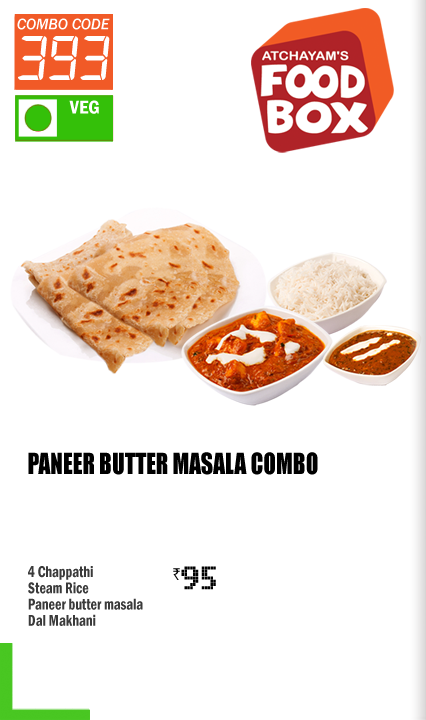 COMBO CODE
393
VEG
ATCHAYAM'S
FOOD
BOX
PANEER BUTTER MASALA COMBO
4 Chappathi
Steam Rice
Paneer butter masala
Dal Makhani
₹95